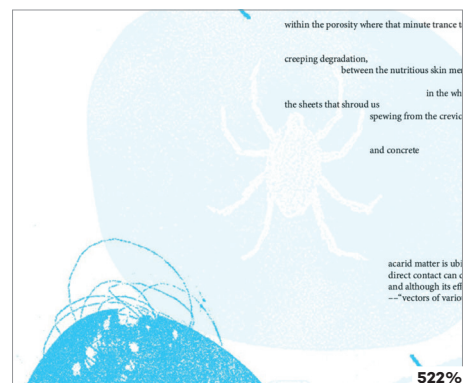 within the porosity where that minute trance
creeping degradation,
between the nutritious skin
in the
the sheets that shroud us
spewing from the
and concrete
acarid matter is
direct contact can
and although its
––“vectors of
522%